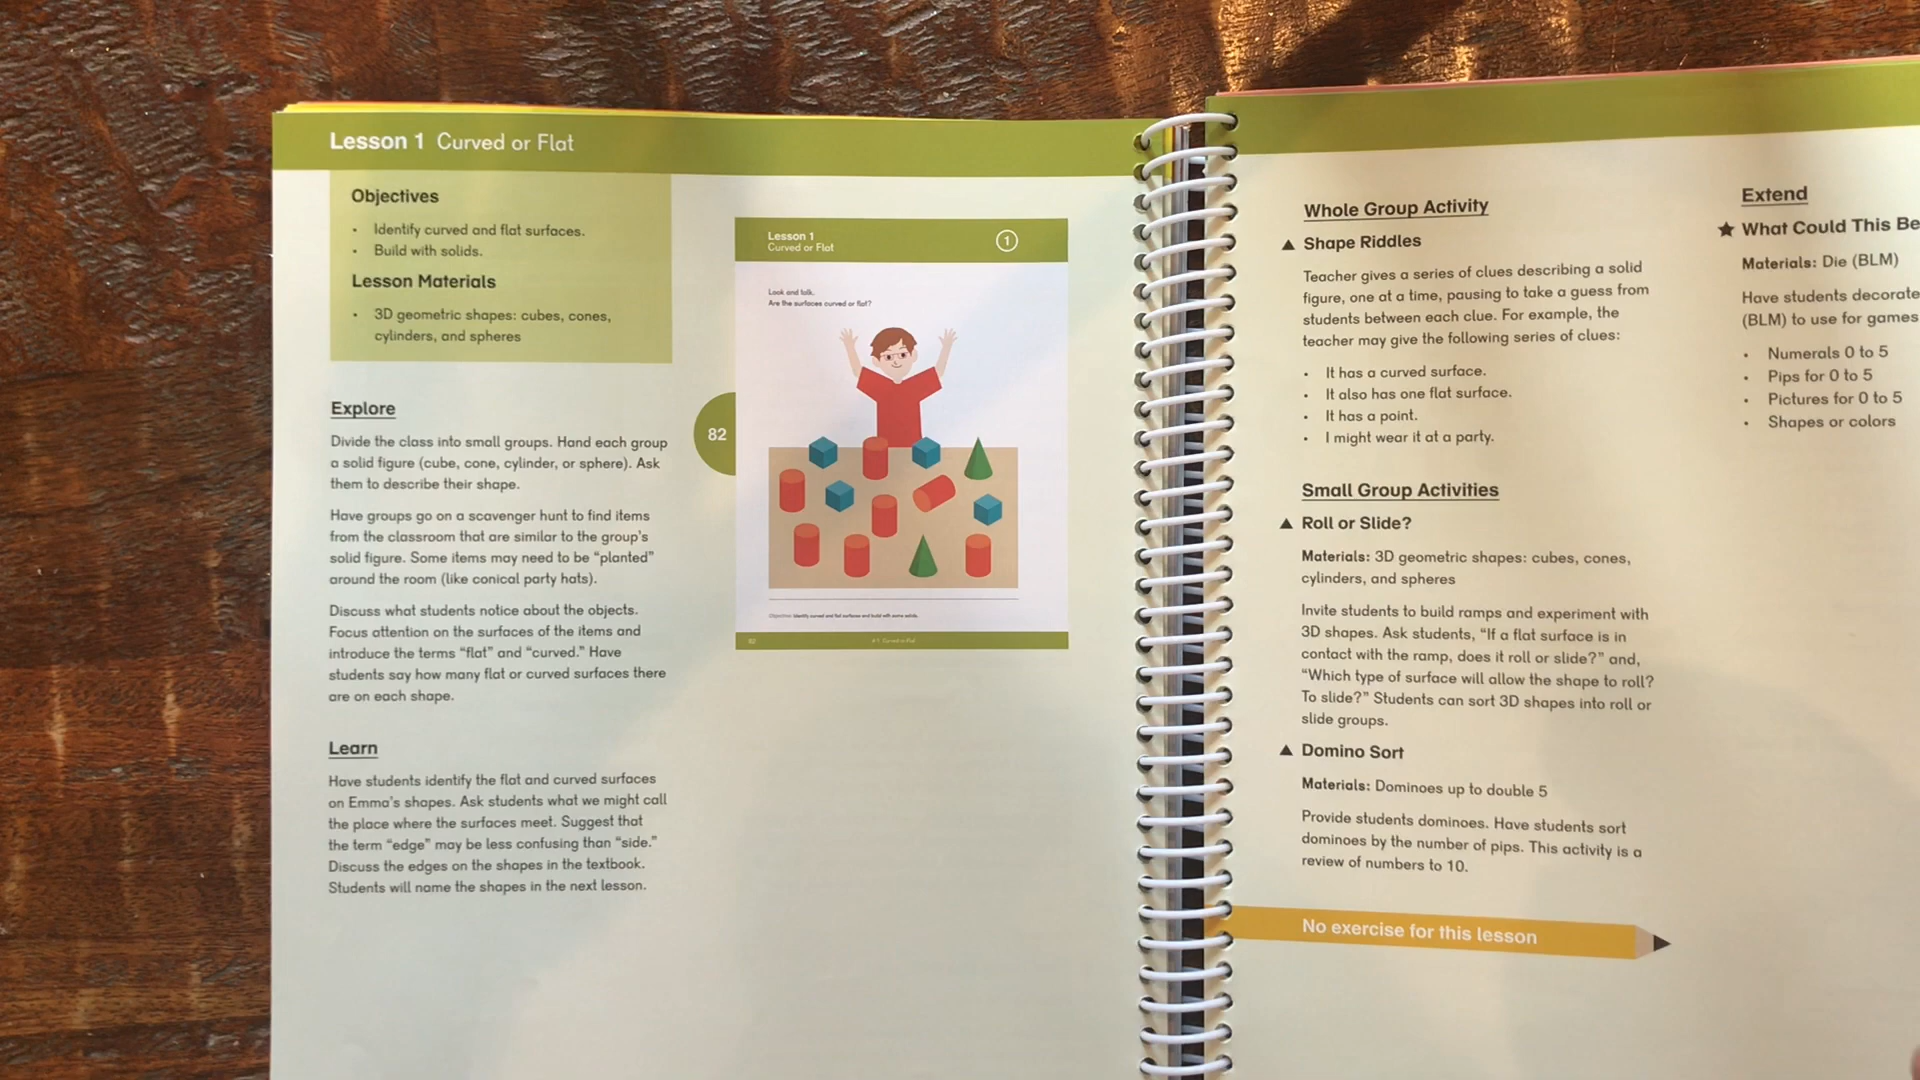 Lesson 1 Curved or Flat
Objectives
• Identify curved and flat surfaces.
• Build with solids.
Lesson Materials
• 3D geometric shapes: cubes, cones,
cylinders, and spheres
Explore
Divide the class into small groups. Hand each group
a solid figure (cube, cone, cylinder, or sphere). Ask
them to describe their shape.
Have groups go on a scavenger hunt to find items
from the classroom that are similar to the group's
solid figure. Some items may need to be “planted”
around the room (like conical party hats).
Discuss what students notice about the objects.
Focus attention on the surfaces of the items and
introduce the terms “flat” and “curved.” Have
students say how many flat or curved surfaces there
are on each shape.
Learn
Have students identify the flat and curved surfaces
on Emma's shapes. Ask students what we might call
the place where the surfaces meet. Suggest that
the term “edge” may be less confusing than “side.”
Discuss the edges on the shapes in the textbook.
Students will name the shapes in the next lesson.
82
Lesson 1
Curved or Flat
1
Look and talk.
Are the surfaces curved or flat?
Objective: Identify curved and flat surfaces and build with some solids.
82
Curved or Flat
Whole Group Activity
▲ Shape Riddles
Teacher gives a series of clues describing a solid
figure, one at a time, pausing to take a guess from
students between each clue. For example, the
teacher may give the following series of clues:
• It has a curved surface.
• It also has one flat surface.
• It has a point.
• I might wear it at a party.
Small Group Activities
▲ Roll or Slide?
Materials: 3D geometric shapes: cubes, cones,
cylinders, and spheres
Invite students to build ramps and experiment with
3D shapes. Ask students, “If a flat surface is in
contact with the ramp, does it roll or slide?” and,
“Which type of surface will allow the shape to roll?
To slide?” Students can sort 3D shapes into roll or
slide groups.
▲ Domino Sort
Materials: Dominoes up to double 5
Provide students dominoes. Have students sort
dominoes by the number of pips. This activity is a
review of numbers to 10.
No exercise for this lesson
Extend
★ What Could This Be
Materials: Die (BLM)
Have students decorate
(BLM) to use for games
• Numerals 0 to 5
• Pips for 0 to 5
• Pictures for 0 to 5
• Shapes or colors